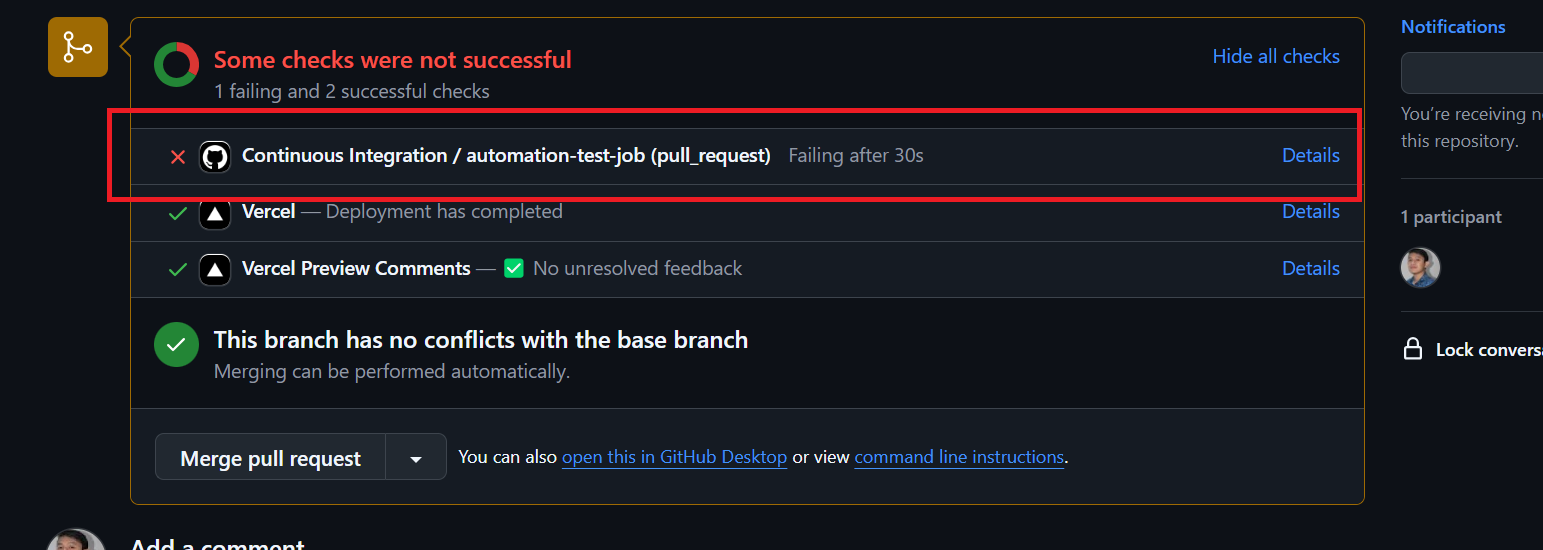 Some checks were not successful
Hide all checks
1 failing and 2 successful checks
Continuous Integration / automation-test-job (pull_request) Failing after 30s Details
Vercel — Deployment has completed Details
Vercel Preview Comments — ✅ No unresolved feedback Details
This branch has no conflicts with the base branch
Merging can be performed automatically.
Merge pull request
You can also open this in GitHub Desktop or view command line instructions.
Add a comment
Notifications
You're receiving n
this repository.
1 participant
Lock conversa